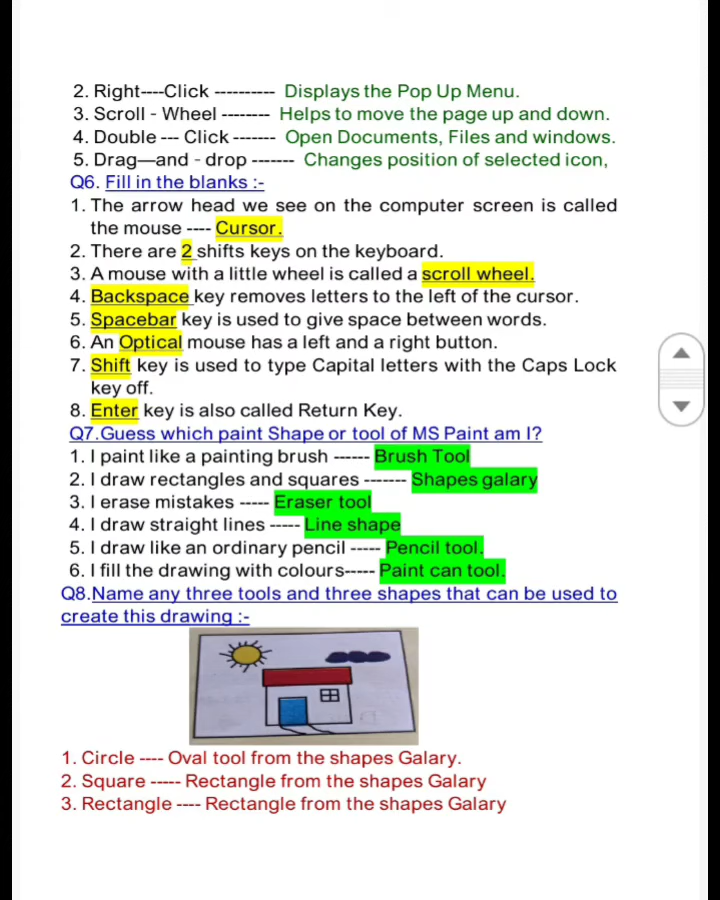 2. Right----Click ---------- Displays the Pop Up Menu.
3. Scroll - Wheel -------- Helps to move the page up and down.
4. Double --- Click ------- Open Documents, Files and windows.
5. Drag—and - drop ------- Changes position of selected icon,
Q6. Fill in the blanks :-
1. The arrow head we see on the computer screen is called
the mouse ---- Cursor.
2. There are 2 shifts keys on the keyboard.
3. A mouse with a little wheel is called a scroll wheel.
4. Backspace key removes letters to the left of the cursor.
5. Spacebar key is used to give space between words.
6. An Optical mouse has a left and a right button.
7. Shift key is used to type Capital letters with the Caps Lock
key off.
8. Enter key is also called Return Key.
Q7.Guess which paint Shape or tool of MS Paint am I?
1. I paint like a painting brush ------ Brush Tool
2. I draw rectangles and squares ------- Shapes galary
3. I erase mistakes ----- Eraser tool
4. I draw straight lines ----- Line shape
5. I draw like an ordinary pencil ----- Pencil tool.
6. I fill the drawing with colours----- Paint can tool.
Q8.Name any three tools and three shapes that can be used to
create this drawing :-
1. Circle ---- Oval tool from the shapes Galary.
2. Square ----- Rectangle from the shapes Galary
3. Rectangle ---- Rectangle from the shapes Galary